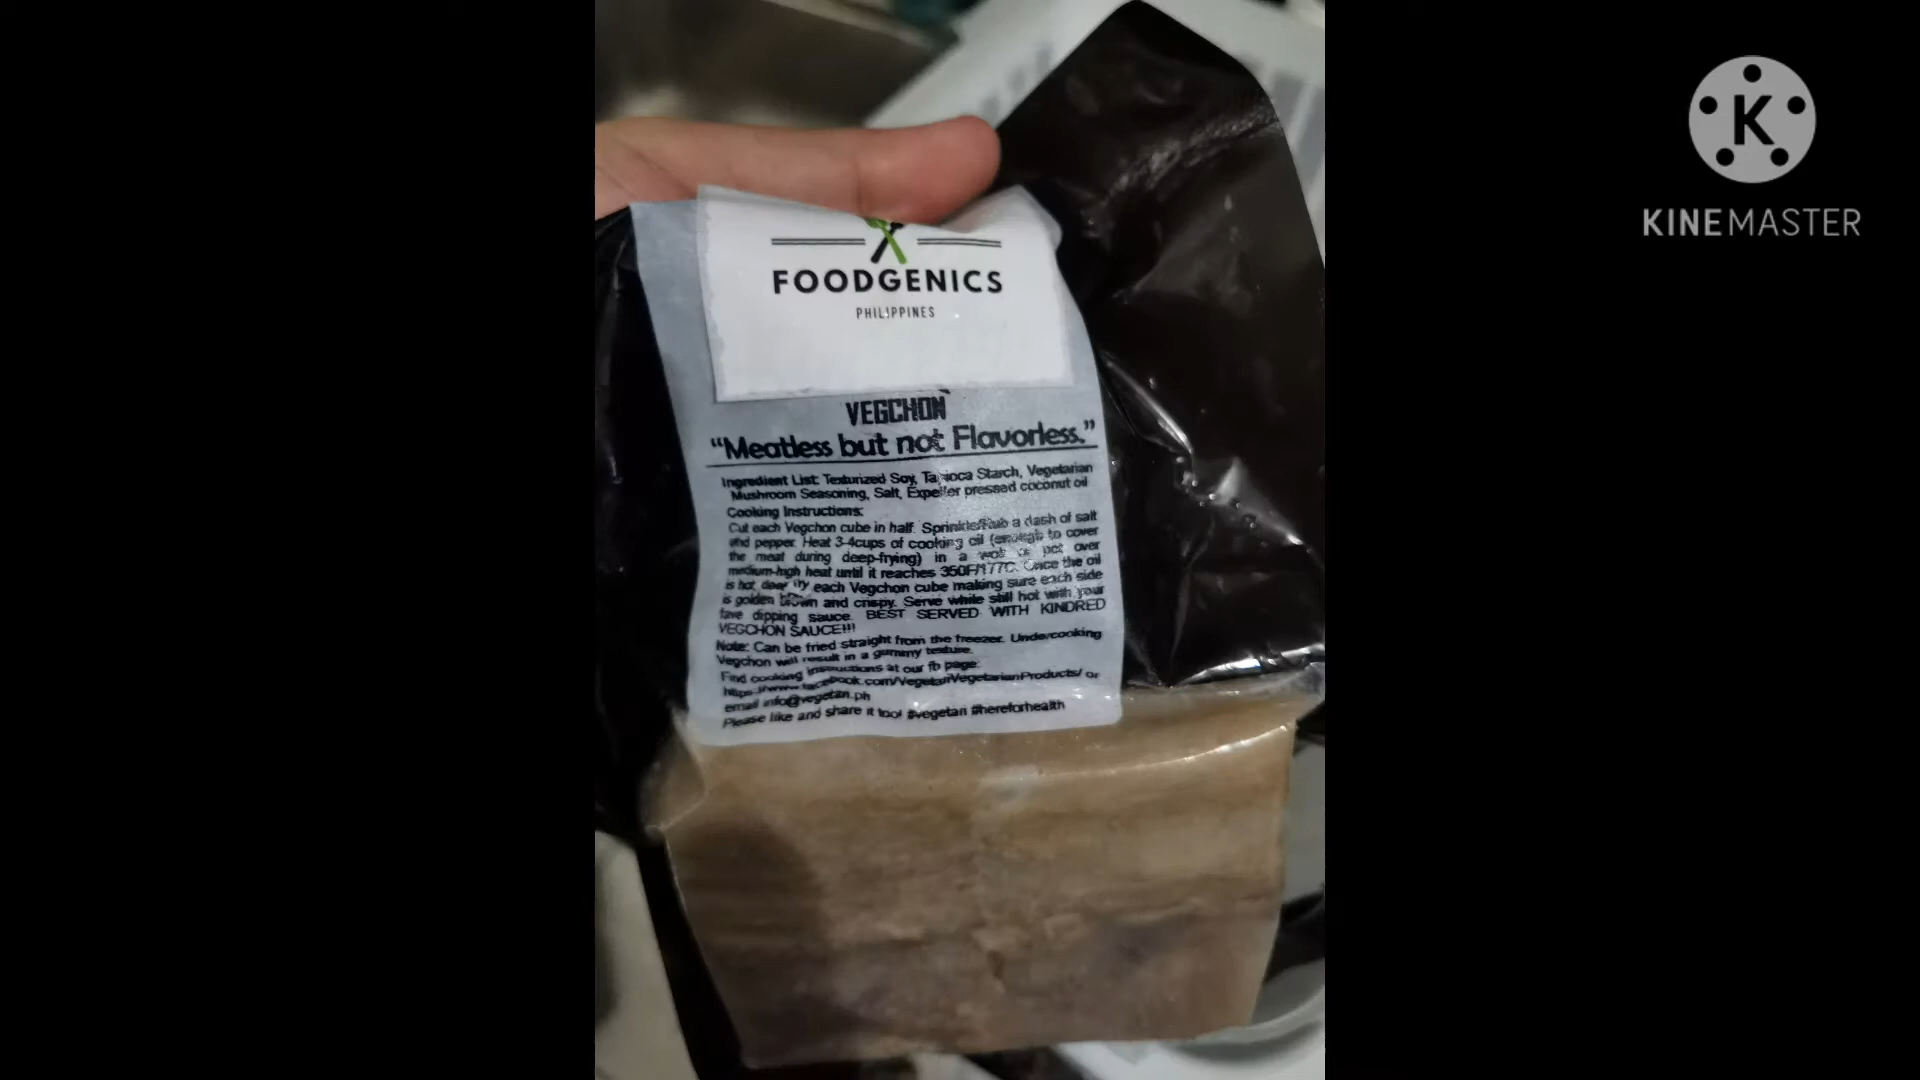 FOODGENICS
PHILIPPINES
VEGCHON
“Meatless but not Flavorless.”
Ingredient List: Texturized Soy, Tapioca Starch, Vegetarian
Mushroom Seasoning, Salt, Expeller pressed coconut oil
Cooking Instructions:
Cut each Vegchon cube in half. Sprinkle/Rub a dash of salt
and pepper. Heat 3-4cups of cooking oil (enough to cover
the meat during deep-frying) in a wok or pot over
medium-high heat until it reaches 350F/177C. Once the oil
is hot, deep fry each Vegchon cube making sure each side
is golden brown and crispy. Serve while still hot with your
fave dipping sauce. BEST SERVED WITH KINDRED
VEGCHON SAUCE!!!
Note: Can be fried straight from the freezer. Undercooking
Vegchon will result in a gummy texture.
Find cooking instructions at our fb page:
https://www.facebook.com/VegetariVegetarianProducts/ or
email info@vegetari.ph
Please like and share it too! #vegetari #hereforhealth
K
KINEMASTER